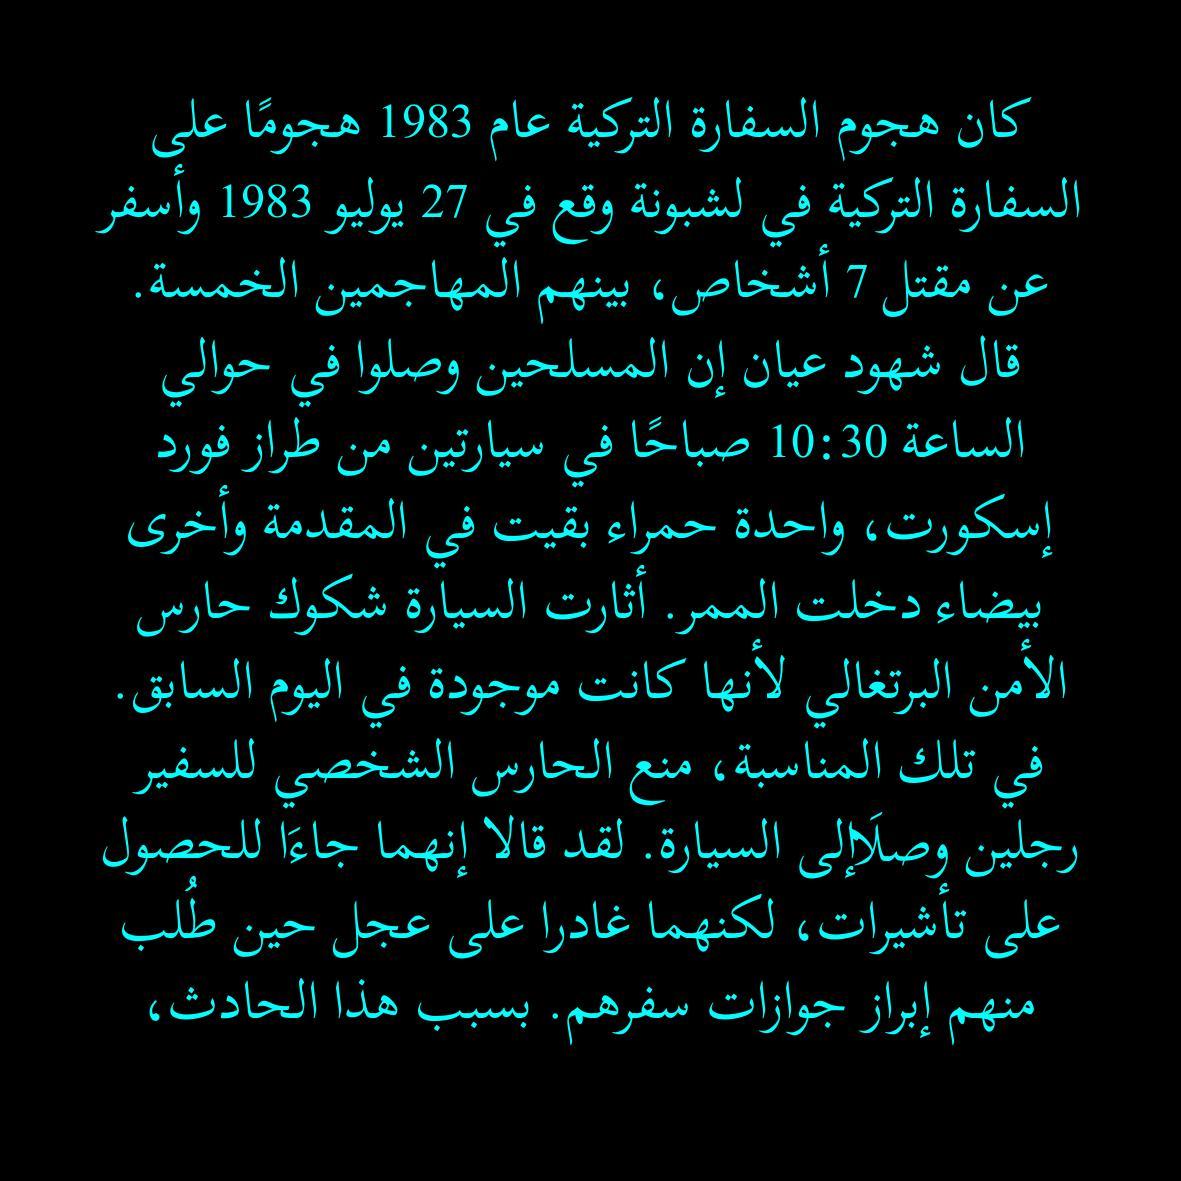 كان هجوم السفارة التركية عام 1983 هجومًا على
السفارة التركية في لشبونة وقع في 27 يوليو 1983 وأسفر
عن مقتل 7 أشخاص، بينهم المهاجمين الخمسة.
قال شهود عيان إن المسلحين وصلوا في حوالي
الساعة 10:30 صباحًا في سيارتين من طراز فورد
إسكورت، واحدة حمراء بقيت في المقدمة وأخرى
بيضاء دخلت الممر. أثارت السيارة شكوك حارس
الأمن البرتغالي لأنها كانت موجودة في اليوم السابق.
في تلك المناسبة، منع الحارس الشخصي للسفير
رجلين وصلَاإلى السيارة. لقد قالا إنهما جاءَا للحصول
على تأشيرات، لكنهما غادرا على عجل حين طُلب
منهم إبراز جوازات سفرهم. بسبب هذا الحادث،